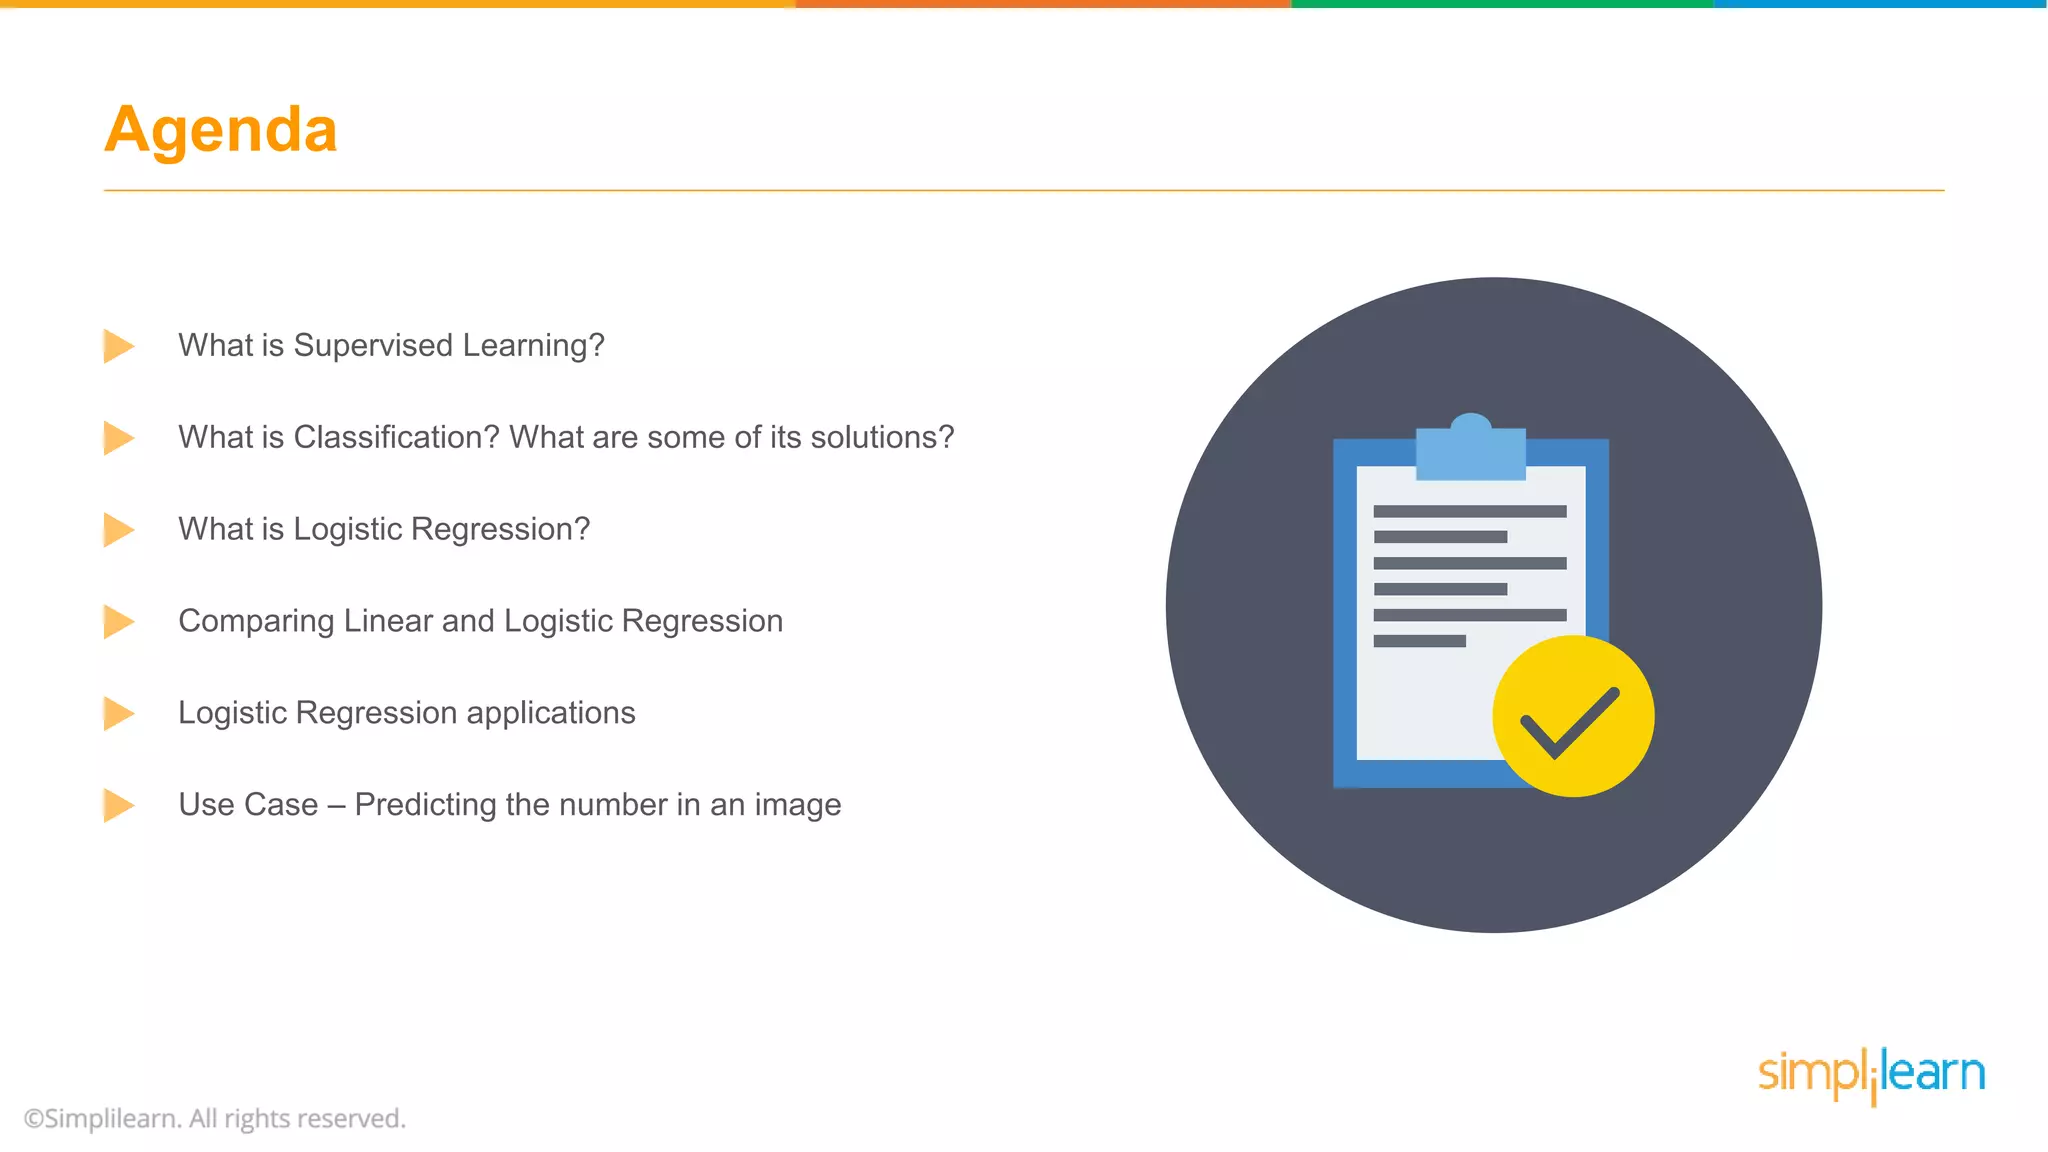 Agenda
What is Supervised Learning?
What is Classification? What are some of its solutions?
What is Logistic Regression?
Comparing Linear and Logistic Regression
Logistic Regression applications
Use Case – Predicting the number in an image
simplilearn
©Simplilearn. All rights reserved.